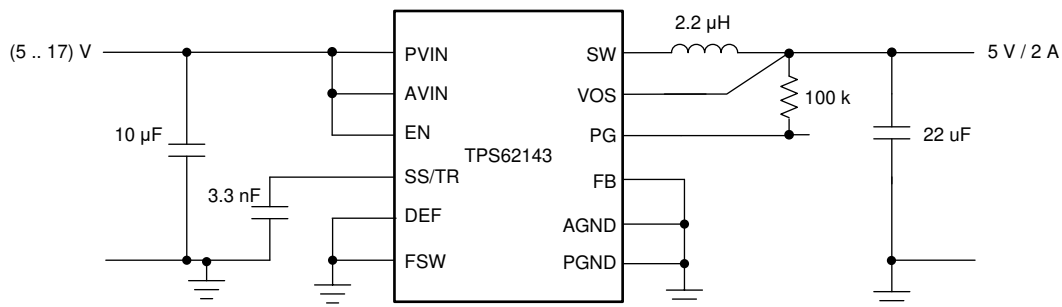 2.2 µH
(5 .. 17) V
PVIN
SW
5 V / 2 A
AVIN
VOS
100 k
10 µF
EN
PG
22 uF
TPS62143
3.3 nF
SS/TR
FB
DEF
AGND
FSW
PGND